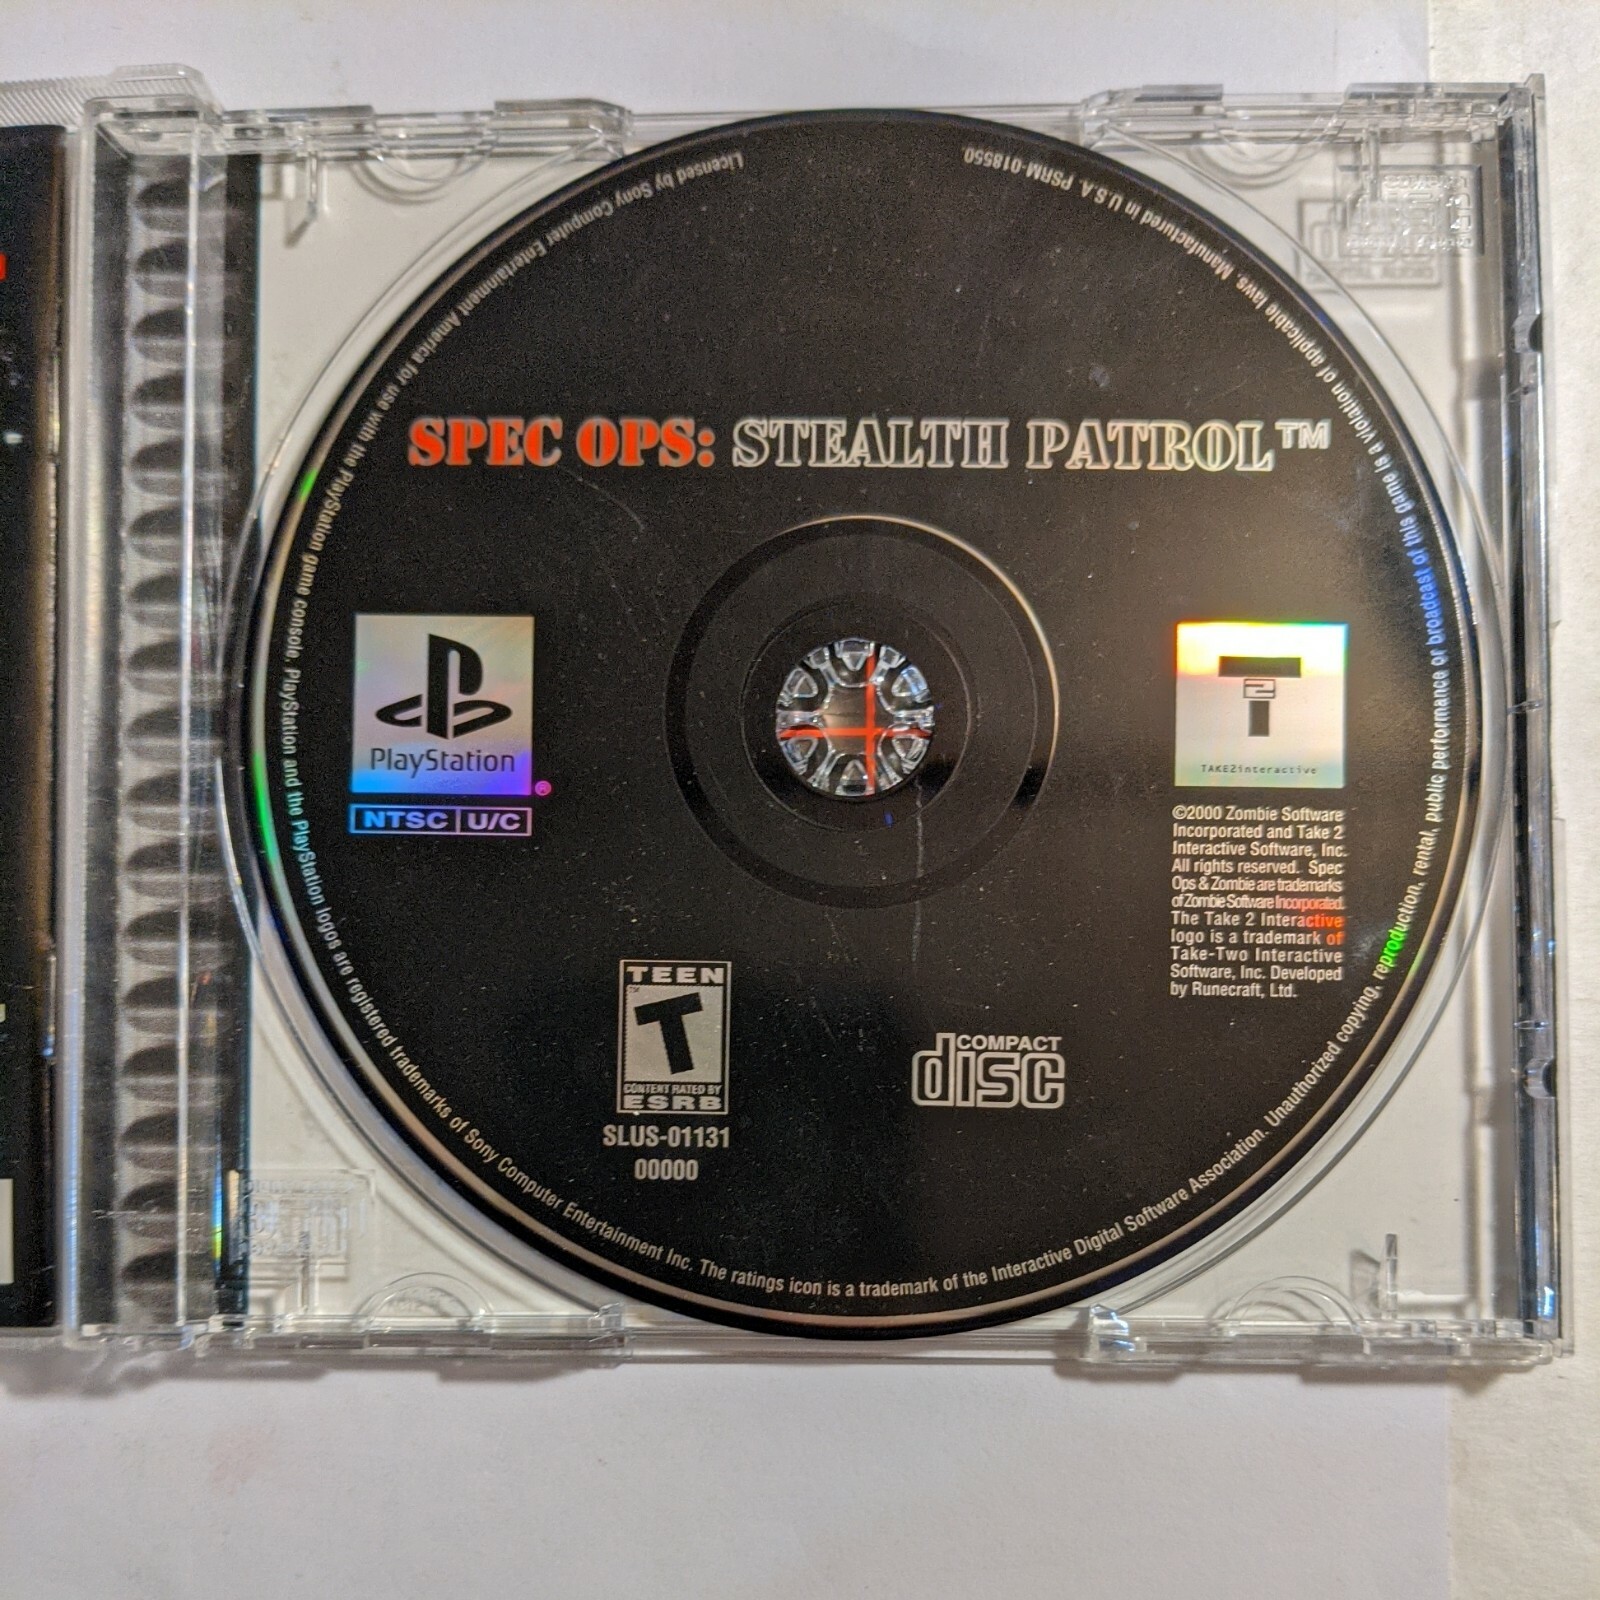 SPEC OPS: STEALTH PATROL™
PlayStation
®
NTSC U/C
TAKE2interactive
©2000 Zombie Software
Incorporated and Take 2
Interactive Software, Inc.
All rights reserved. Spec
Ops & Zombie are trademarks
of Zombie Software Incorporated.
The Take 2 Interactive
logo is a trademark of
Take-Two Interactive
Software, Inc. Developed
by Runecraft, Ltd.
TEEN
T
™
CONTENT RATED BY
ESRB
SLUS-01131
00000
COMPACT
disc
Licensed by Sony Computer Entertainment America for use with the PlayStation game console. PlayStation and the PlayStation logos are registered trademarks of Sony Computer Entertainment Inc. The ratings icon is a trademark of the Interactive Digital Software Association. Unauthorized copying, reproduction, rental, public performance or broadcast of this game is a violation of applicable laws. Manufactured in U.S.A. PSRM-018550.